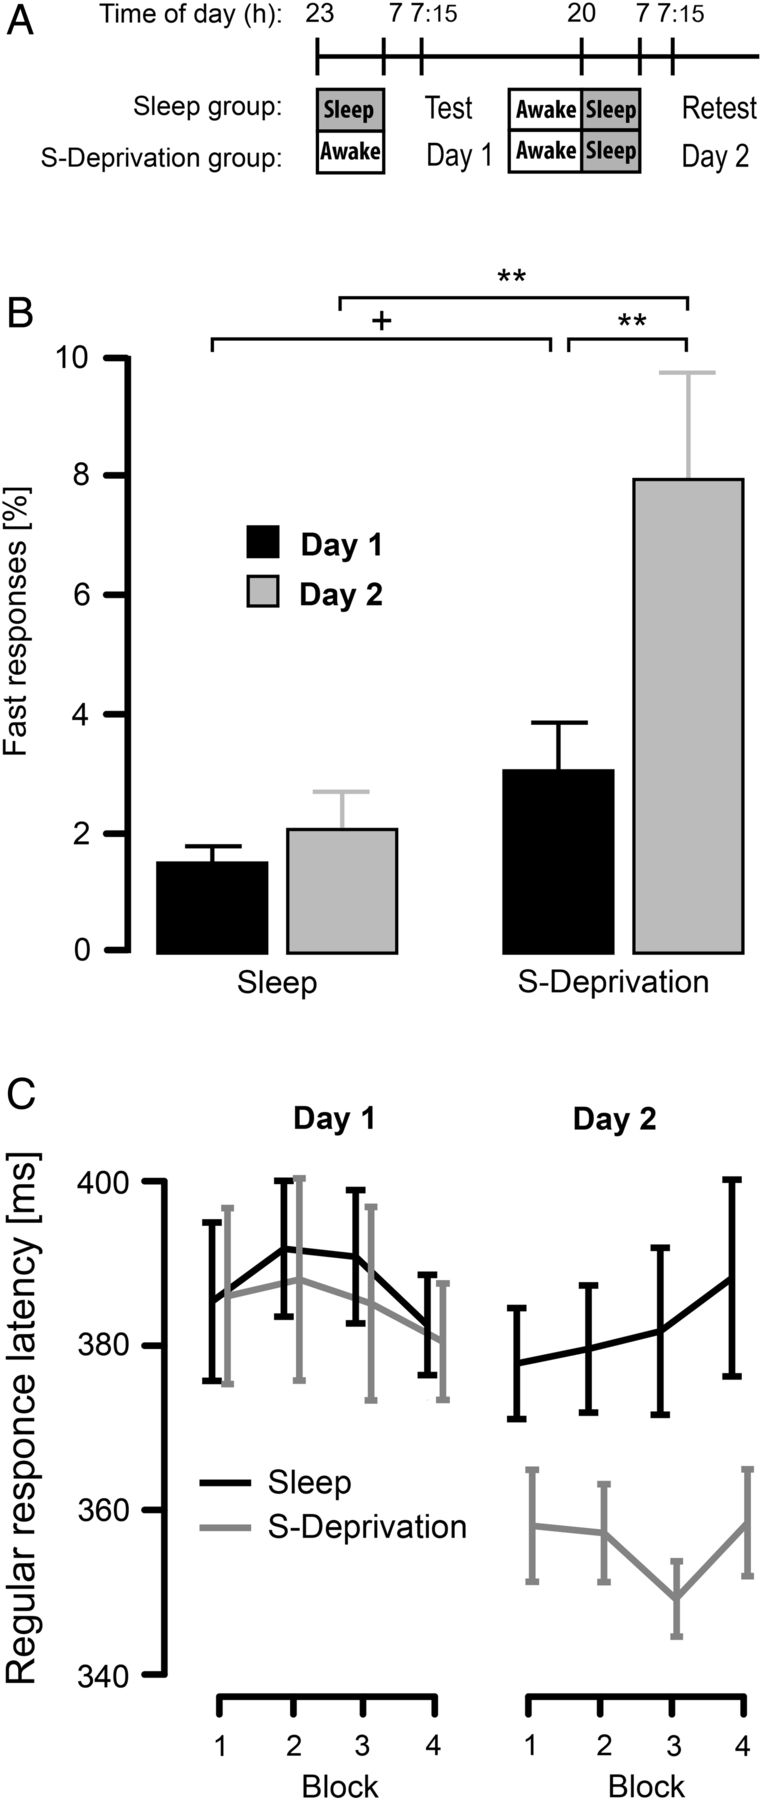 A
Time of day (h): 23 7 7:15 20 7 7:15
Sleep group: Sleep Test Awake Sleep Retest
S-Deprivation group: Awake Day 1 Awake Sleep Day 2
B
**
+ **
10
8
6
4
2
0
Fast responses [%]
Day 1
Day 2
Sleep S-Deprivation
C
Day 1 Day 2
400
380
360
340
Regular responce latency [ms]
Sleep
S-Deprivation
1 2 3 4 1 2 3 4
Block Block